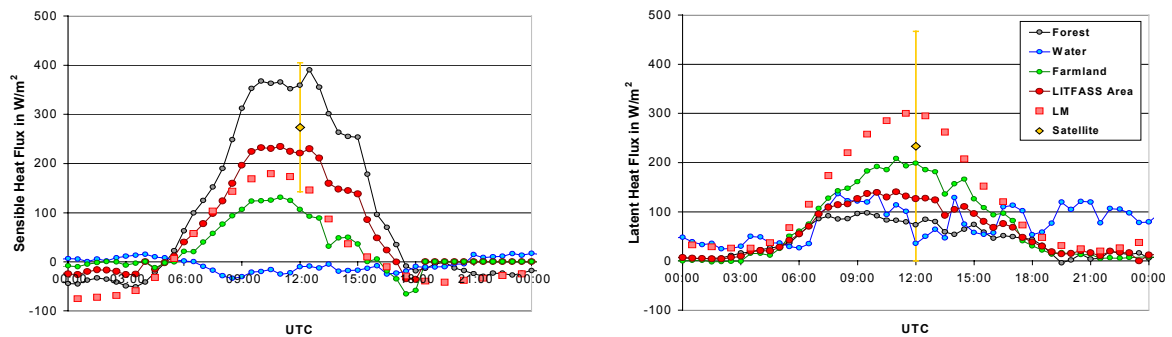 500
400
300
200
100
0
-100
00:00 03:00 06:00 09:00 12:00 15:00 18:00 21:00 00:00
Sensible Heat Flux in W/m²
UTC
500
400
300
200
100
0
-100
00:00 03:00 06:00 09:00 12:00 15:00 18:00 21:00 00:00
Latent Heat Flux in W/m²
UTC
Forest
Water
Farmland
LITFASS Area
LM
Satellite